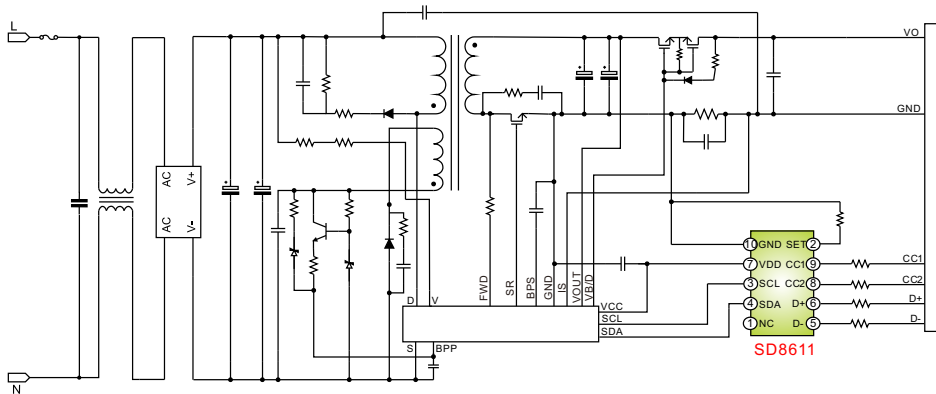 L
N
AC
AC
V+
V-
D
V
S
BPP
FWD
SR
BPS
GND
IS
VOUT
VB/D
VCC
SCL
SDA
10 GND SET 2
7 VDD CC1 9
3 SCL CC2 8
4 SDA D+ 6
1 NC D- 5
SD8611
VO
GND
CC1
CC2
D+
D-